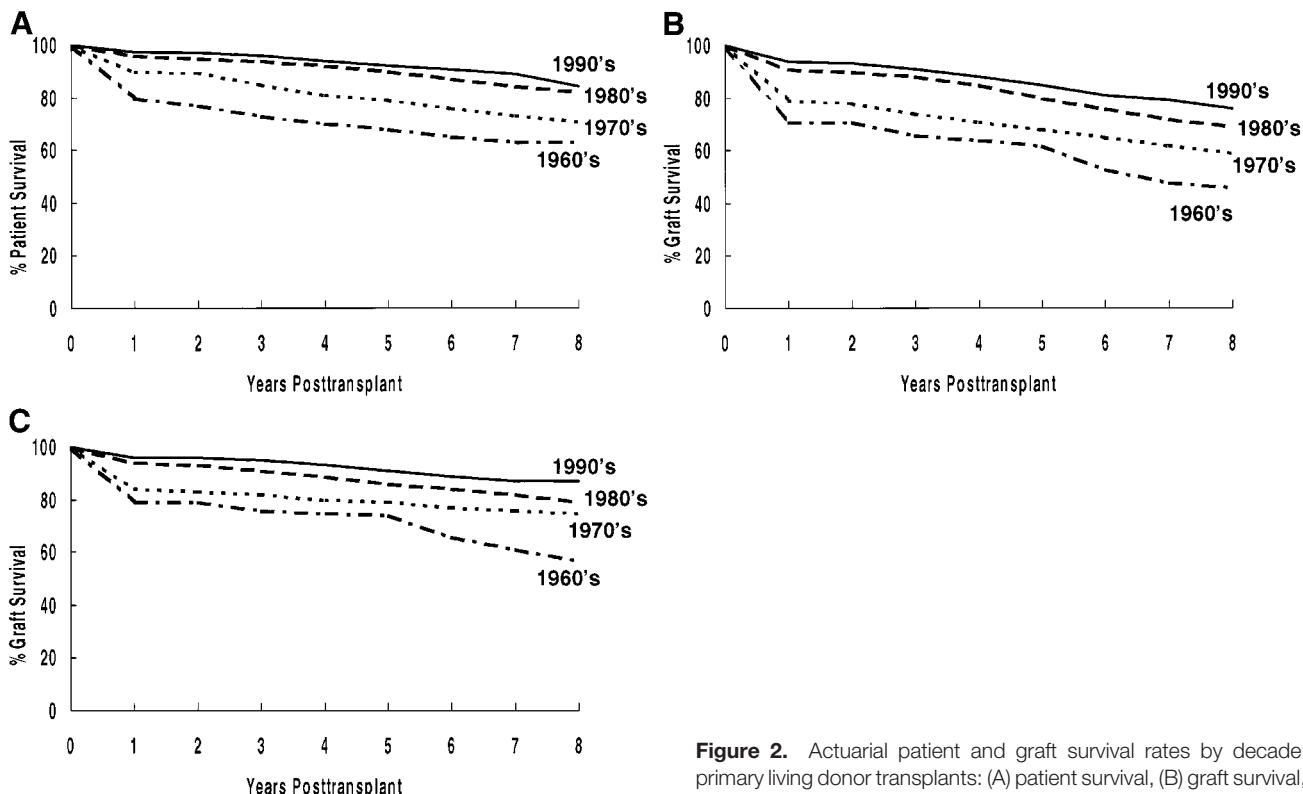 A
100
80
60
40
20
0
% Patient Survival
0 1 2 3 4 5 6 7 8
Years Posttransplant
1990's
1980's
1970's
1960's
B
100
80
60
40
20
0
% Graft Survival
0 1 2 3 4 5 6 7 8
Years Posttransplant
1990's
1980's
1970's
1960's
C
100
80
60
40
20
0
% Graft Survival
0 1 2 3 4 5 6 7 8
Years Posttransplant
1990's
1980's
1970's
1960's
Figure 2. Actuarial patient and graft survival rates by decade
primary living donor transplants: (A) patient survival, (B) graft survival,